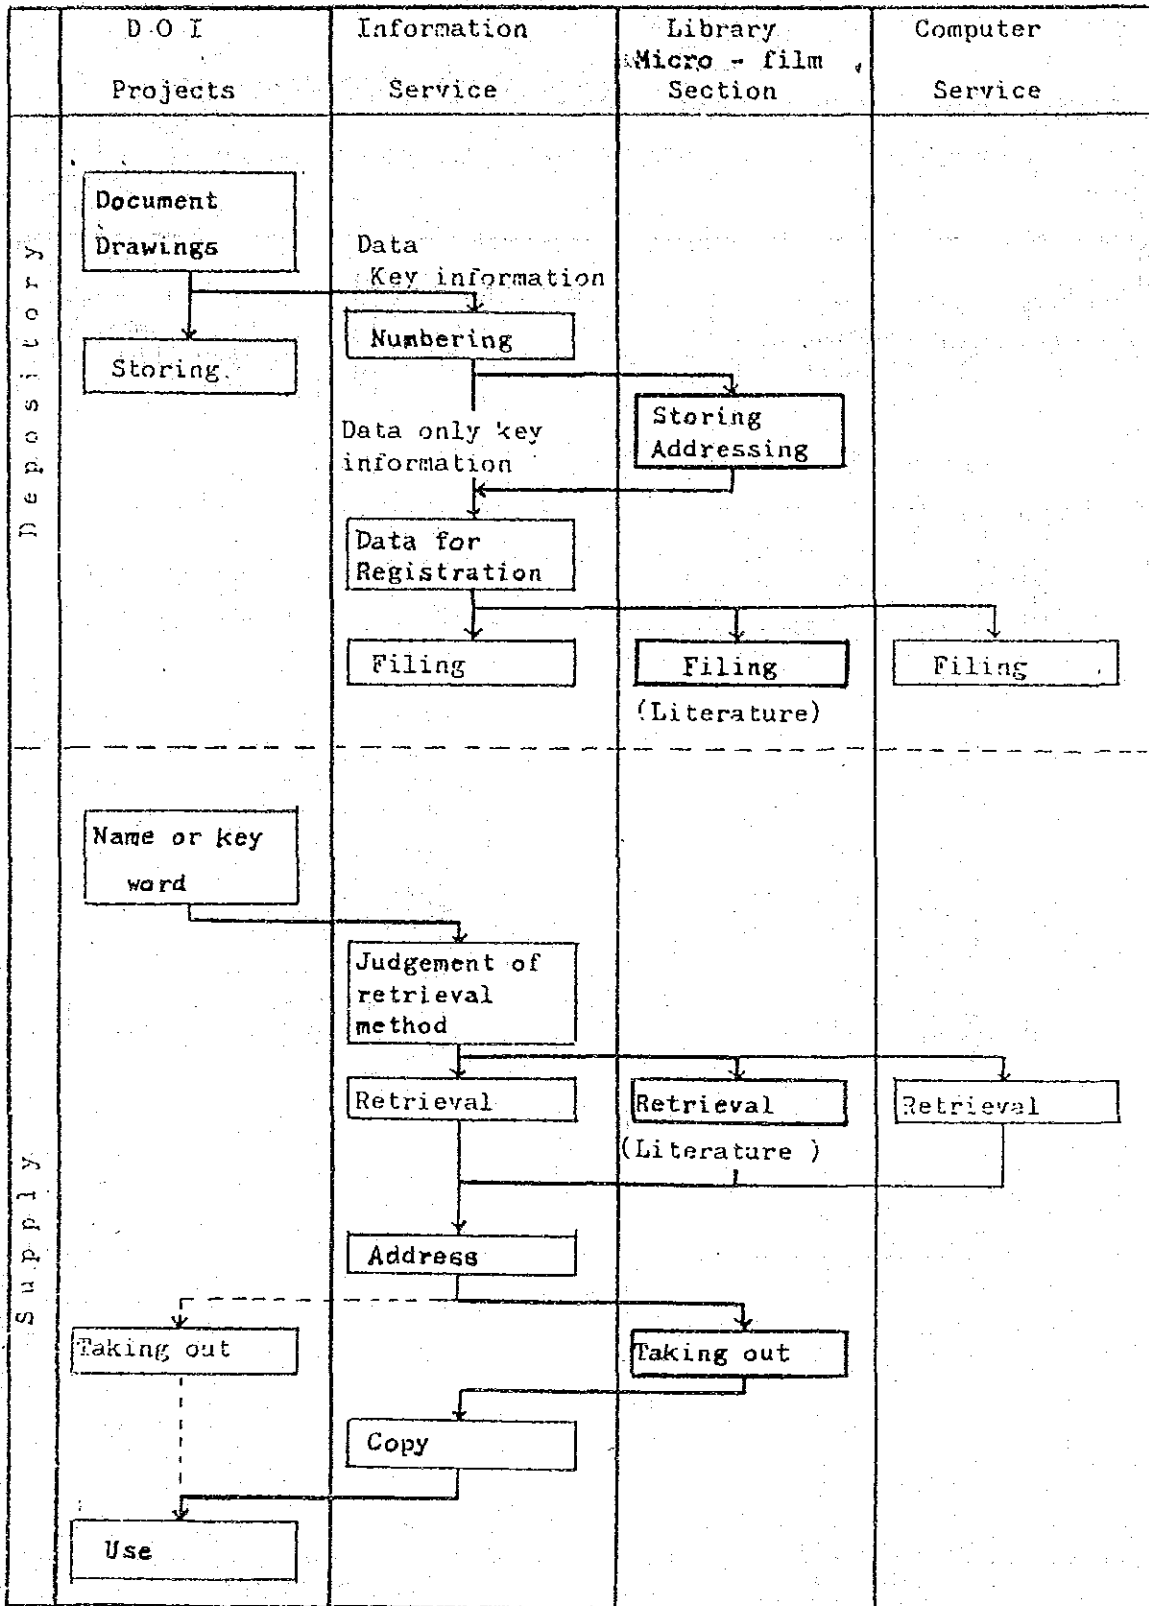 D O I
Projects
Information
Service
Library
Micro - film
Section
Computer
Service
Depository
Document
Drawings
Data
Key information
Numbering
Storing
Storing
Addressing
Data only key
information
Data for
Registration
Filing
Filing
Filing
(Literature)
Supply
Name or key
word
Judgement of
retrieval
method
Retrieval
Retrieval
Retrieval
(Literature )
Address
Taking out
Taking out
Copy
Use